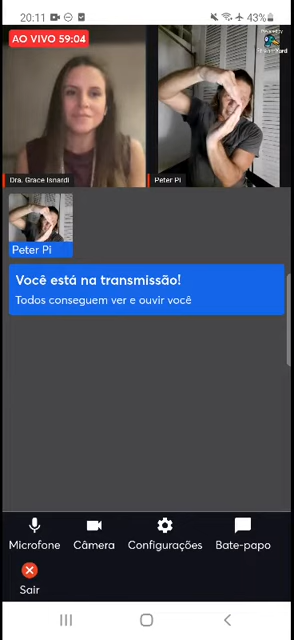 20:11
43%
AO VIVO 59:04
Dra. Grace Isnardi
Peter Pi
Peter Pi
Você está na transmissão!
Todos conseguem ver e ouvir você
Microfone
Câmera
Configurações
Bate-papo
Sair